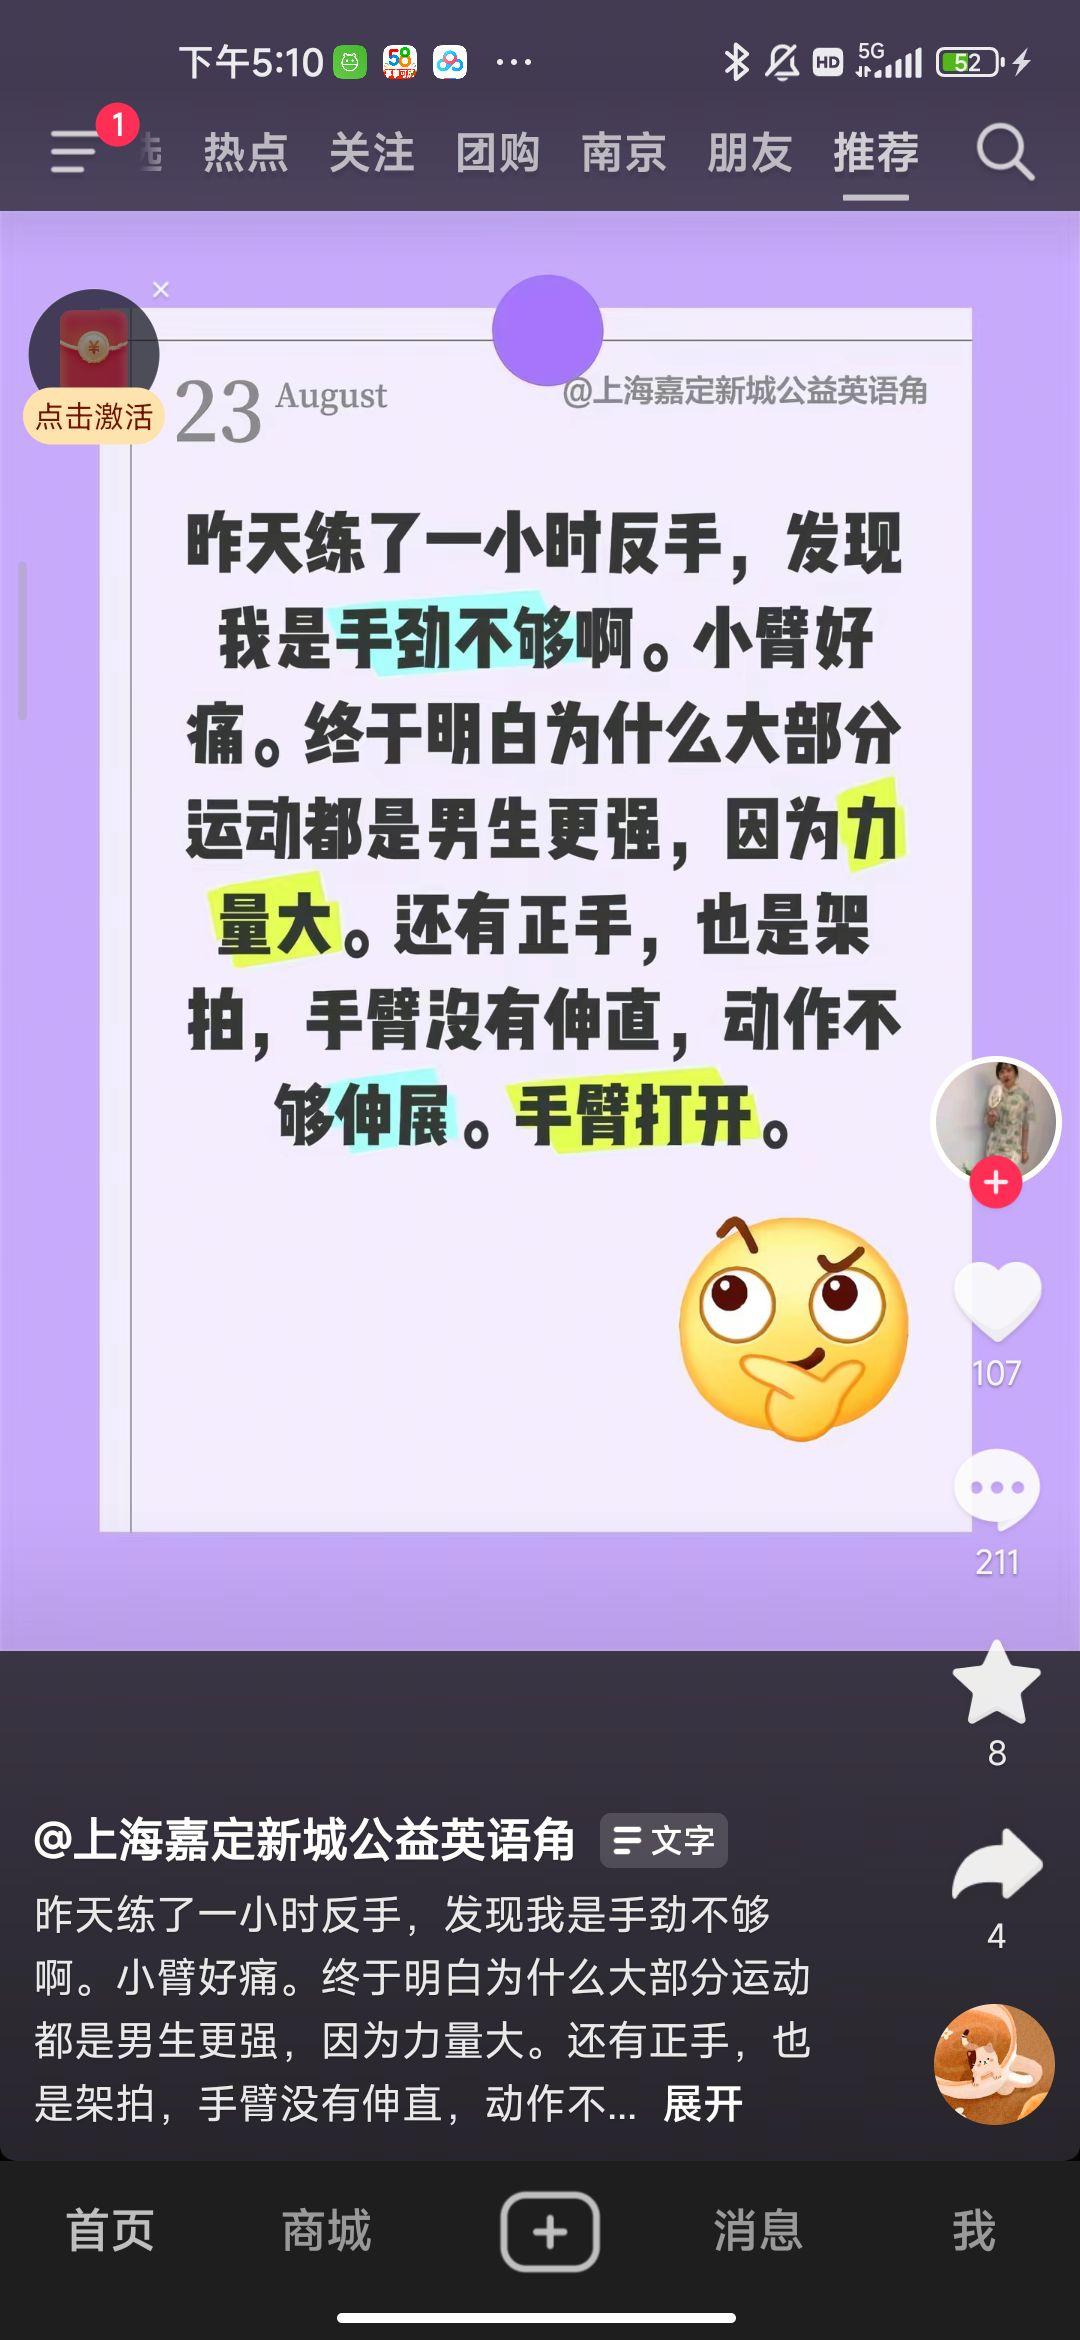 下午5:10
HD
5G
52
1
热点
关注
团购
南京
朋友
推荐
点击激活
23 August
@上海嘉定新城公益英语角
昨天练了一小时反手，发现
我是手劲不够啊。小臂好
痛。终于明白为什么大部分
运动都是男生更强，因为力
量大。还有正手，也是架
拍，手臂没有伸直，动作不
够伸展。手臂打开。
107
211
8
4
@上海嘉定新城公益英语角
文字
昨天练了一小时反手，发现我是手劲不够
啊。小臂好痛。终于明白为什么大部分运动
都是男生更强，因为力量大。还有正手，也
是架拍，手臂没有伸直，动作不... 展开
首页
商城
消息
我